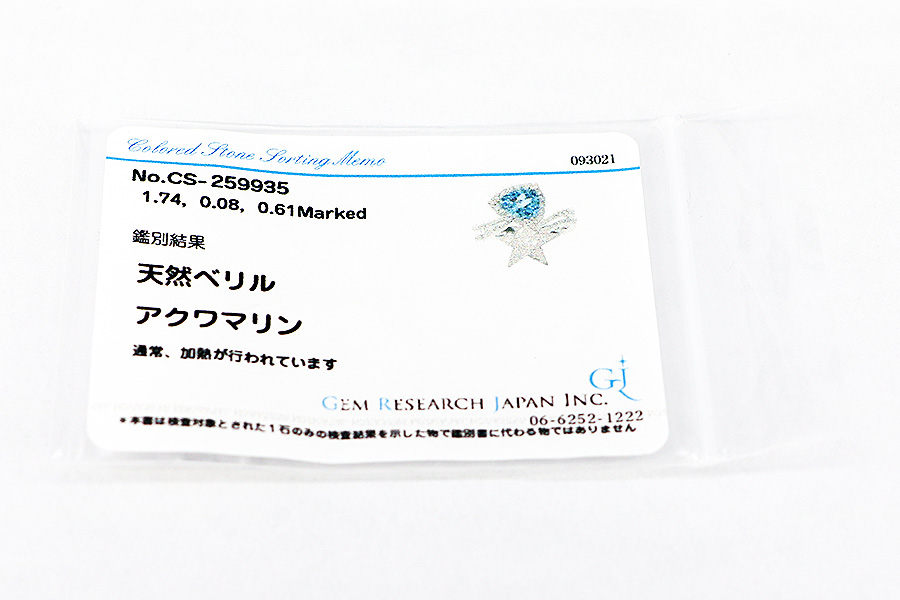 Colored Stone Sorting Memo
093021
No.CS-259935
1.74, 0.08, 0.61Marked
鑑別結果
天然ベリル
アクワマリン
通常、加熱が行われています
GJ
GEM RESEARCH JAPAN INC.
06-6252-1222
*本書は検査対象とされた1石のみの検査結果を示した物で鑑別書に代わる物ではありません